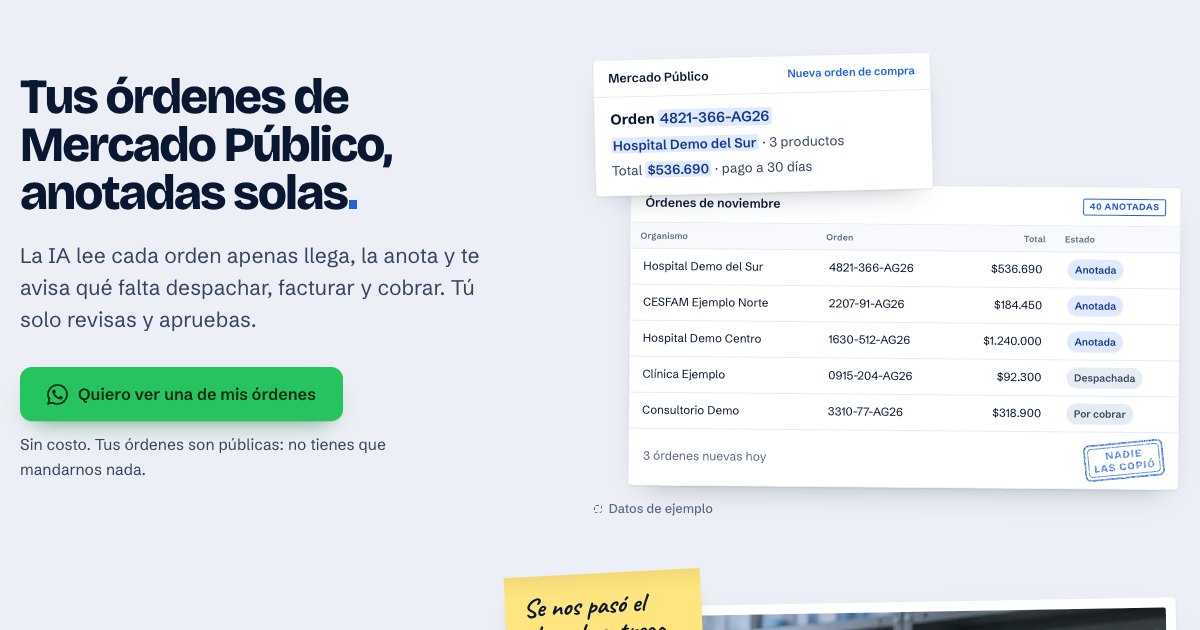 Tus órdenes de
Mercado Público,
anotadas solas.
La IA lee cada orden apenas llega, la anota y te
avisa qué falta despachar, facturar y cobrar. Tú
solo revisas y apruebas.
Quiero ver una de mis órdenes
Sin costo. Tus órdenes son públicas: no tienes que
mandarnos nada.
Mercado Público Nueva orden de compra
Orden 4821-366-AG26
Hospital Demo del Sur · 3 productos
Total $536.690 · pago a 30 días
Órdenes de noviembre 40 ANOTADAS
Organismo Orden Total Estado
Hospital Demo del Sur 4821-366-AG26 $536.690 Anotada
CESFAM Ejemplo Norte 2207-91-AG26 $184.450 Anotada
Hospital Demo Centro 1630-512-AG26 $1.240.000 Anotada
Clínica Ejemplo 0915-204-AG26 $92.300 Despachada
Consultorio Demo 3310-77-AG26 $318.900 Por cobrar
3 órdenes nuevas hoy
NADIE
LAS COPIÓ
Datos de ejemplo
Se nos pasó el